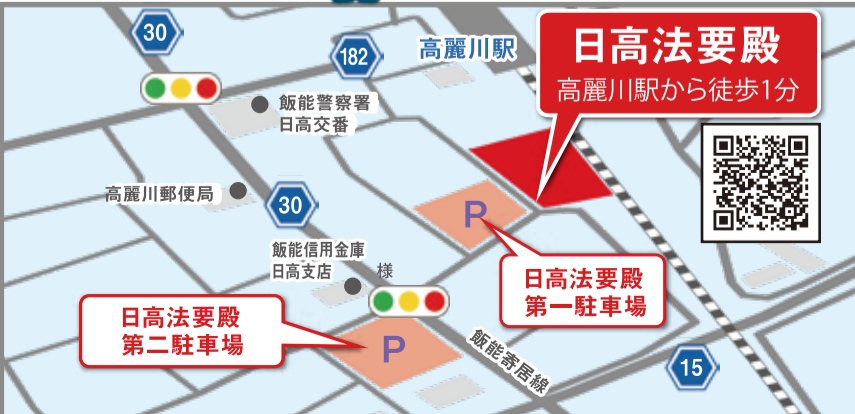 30
182
高麗川駅
日高法要殿
高麗川駅から徒歩1分
飯能警察署
日高交番
高麗川郵便局
30
P
飯能信用金庫
日高支店
様
日高法要殿
第一駐車場
日高法要殿
第二駐車場
P
飯能寄居線
15